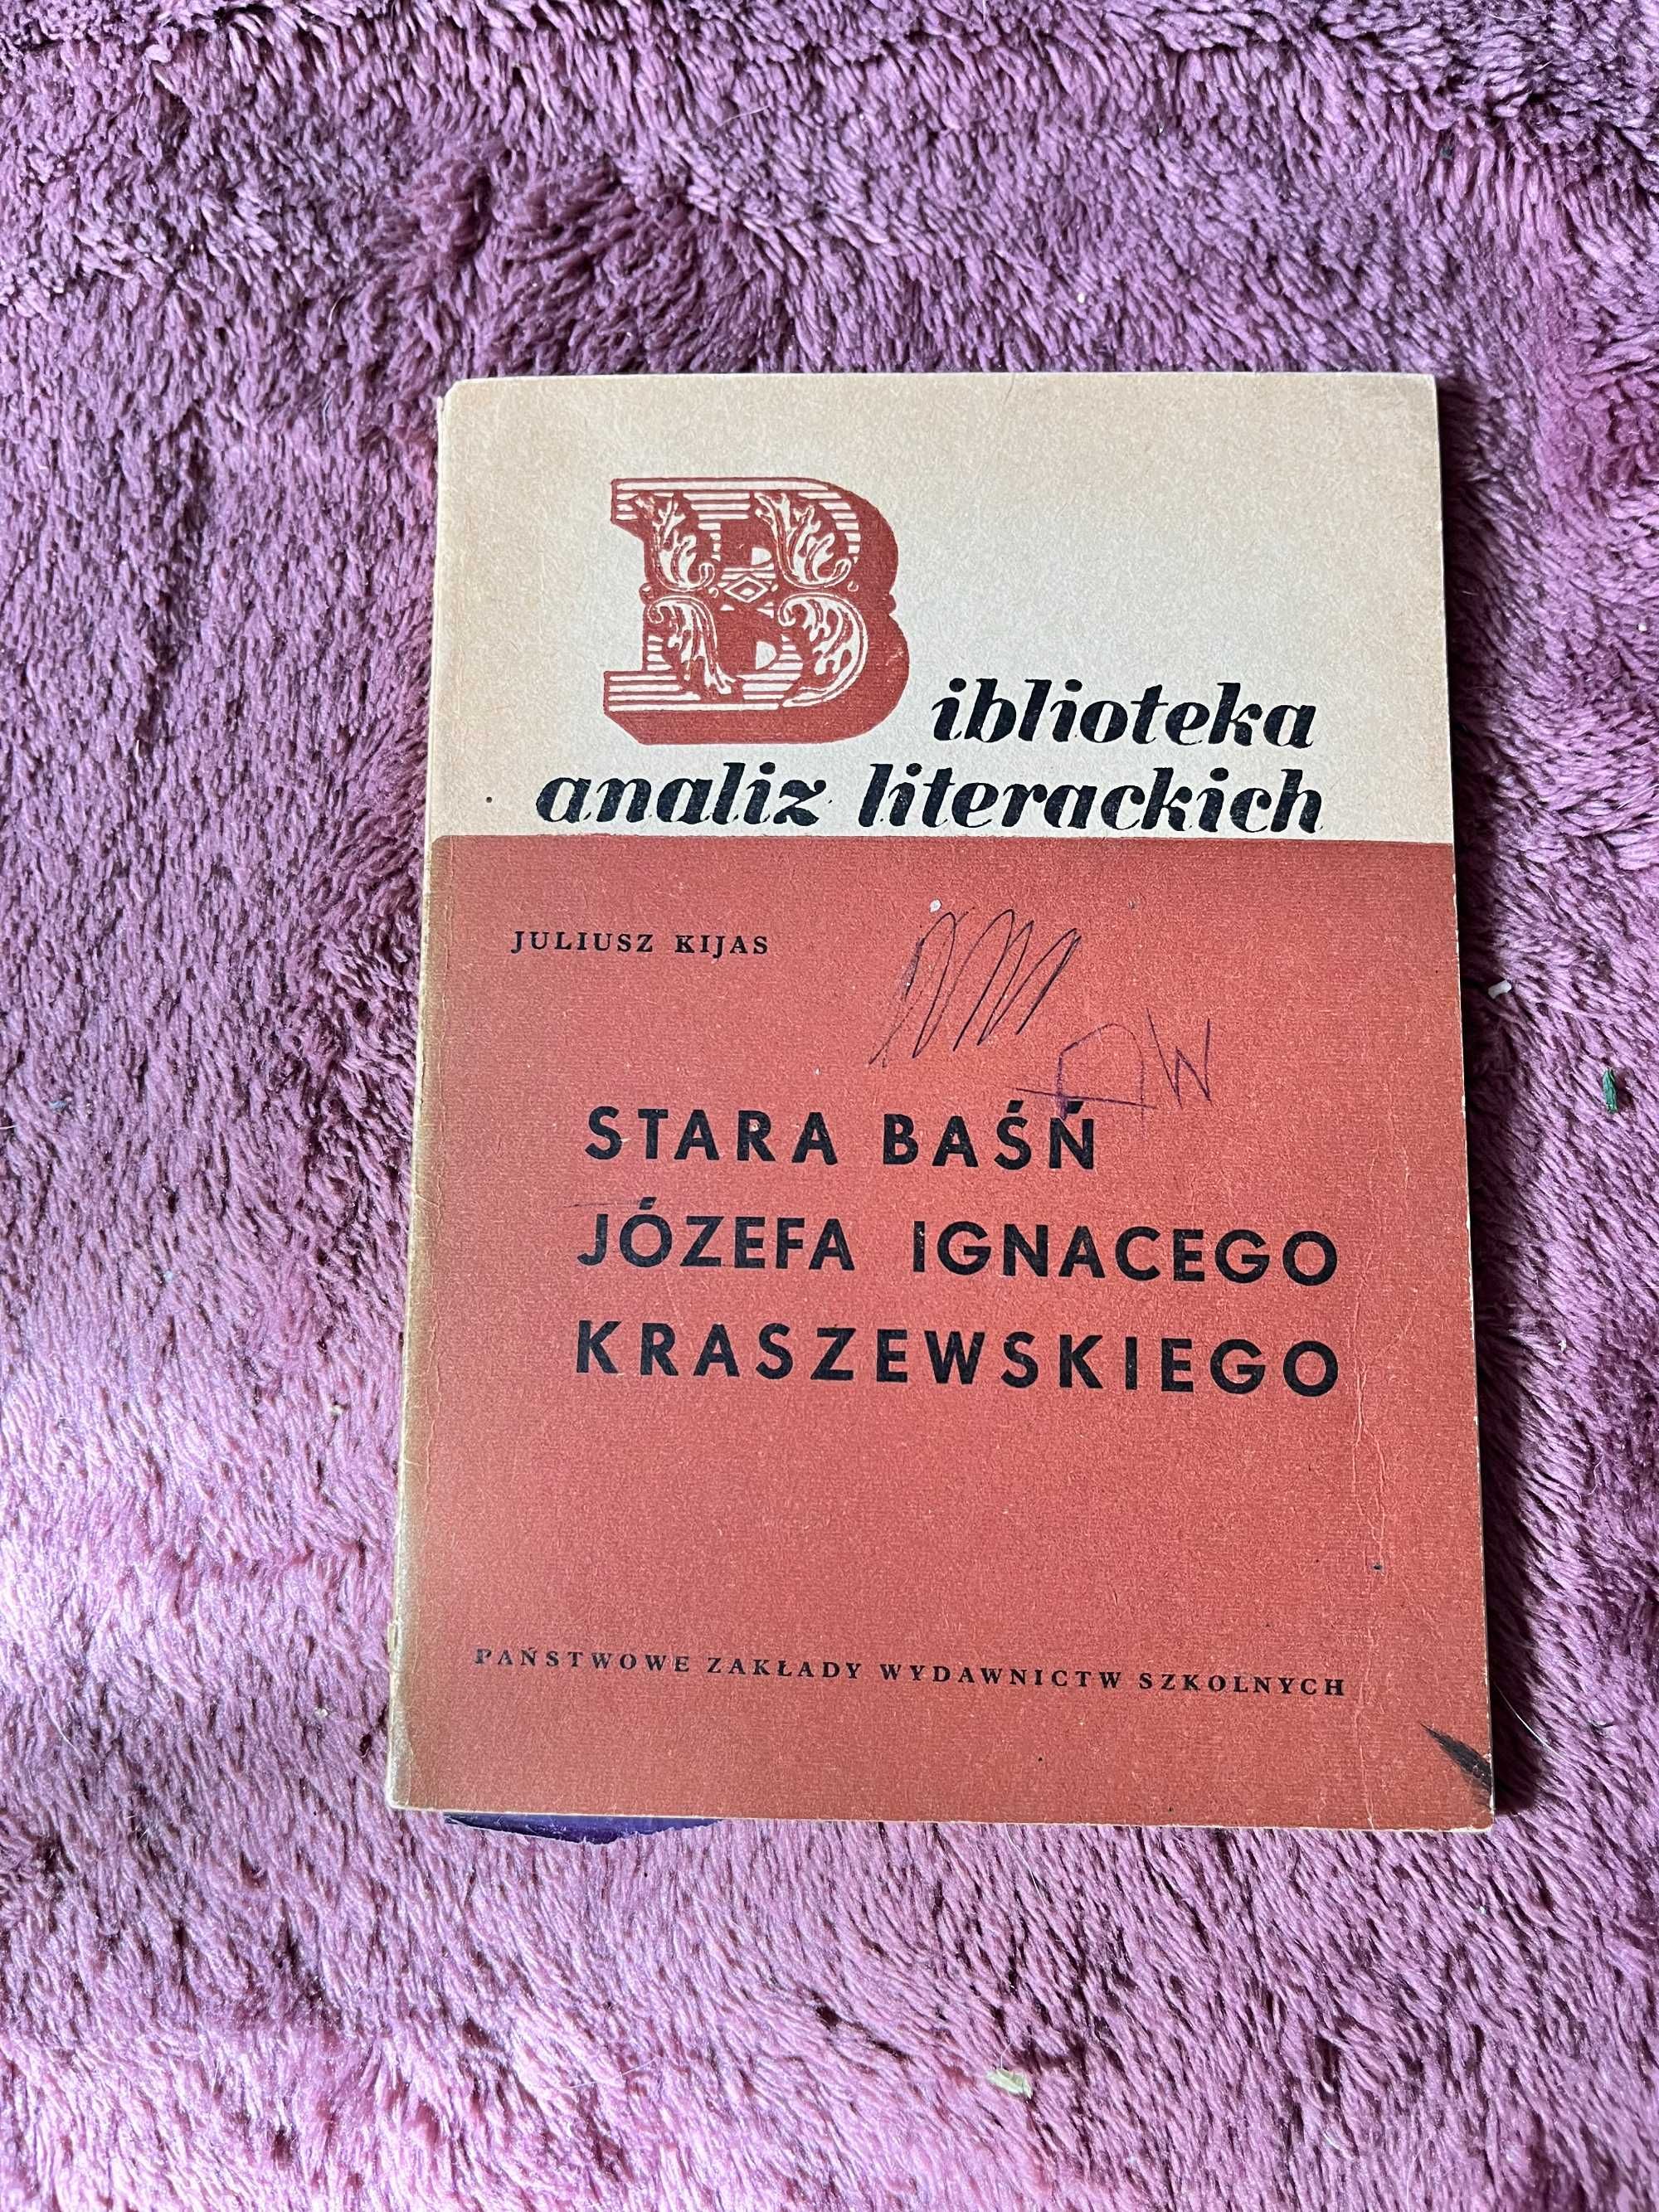 Biblioteka
analiz literackich
JULIUSZ KIJAS
STARA BAŚŃ
JÓZEFA IGNACEGO
KRASZEWSKIEGO
PAŃSTWOWE ZAKŁADY WYDAWNICTW SZKOLNYCH